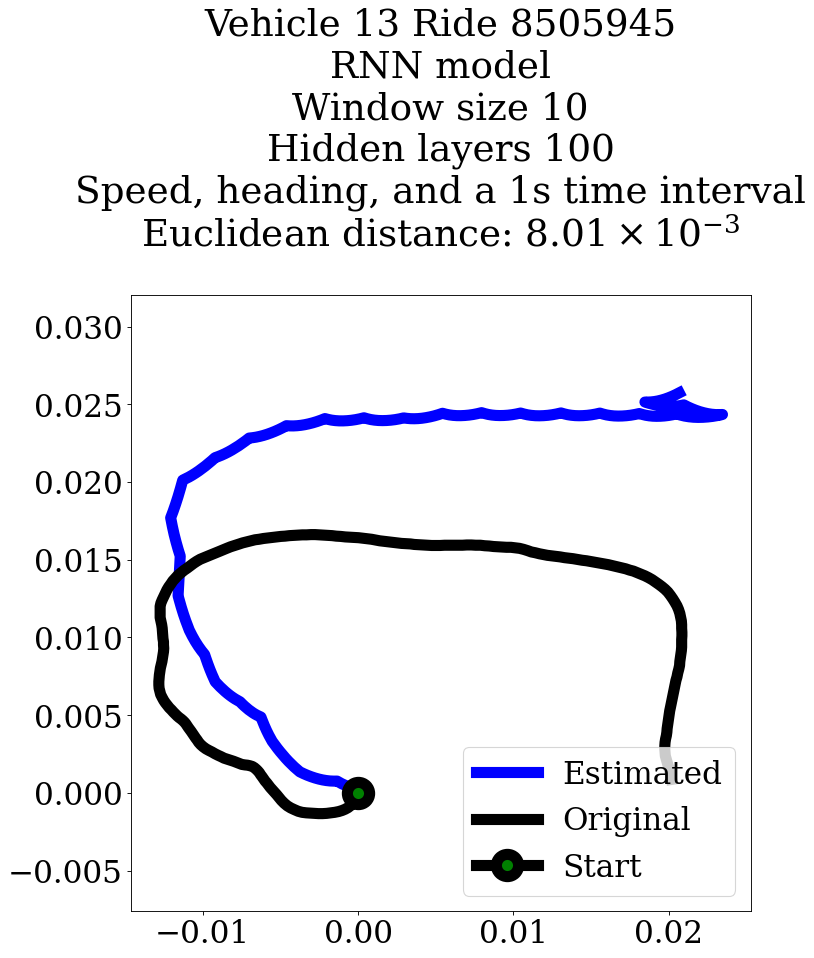 Vehicle 13 Ride 8505945
RNN model
Window size 10
Hidden layers 100
Speed, heading, and a 1s time interval
Euclidean distance: 8.01 × 10⁻³
0.030
0.025
0.020
0.015
0.010
0.005
0.000
−0.005
Estimated
Original
Start
−0.01
0.00
0.01
0.02